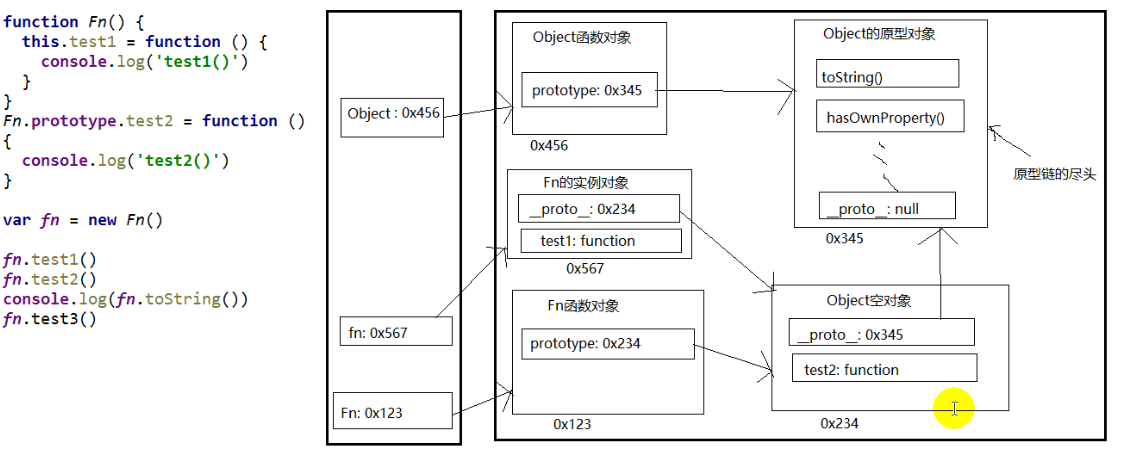 function Fn() {
this.test1 = function () {
console.log('test1()')
}
}
Fn.prototype.test2 = function ()
{
console.log('test2()')
}
var fn = new Fn()
fn.test1()
fn.test2()
console.log(fn.toString())
fn.test3()
Object : 0x456
fn: 0x567
Fn: 0x123
Object函数对象
prototype: 0x345
0x456
Fn的实例对象
__proto__: 0x234
test1: function
0x567
Fn函数对象
prototype: 0x234
0x123
Object的原型对象
toString()
hasOwnProperty()
__proto__: null
0x345
原型链的尽头
Object空对象
__proto__: 0x345
test2: function
0x234